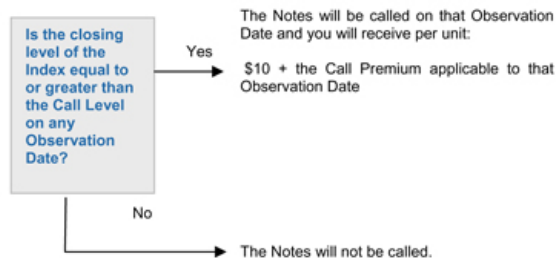 Is the closing
level of the
Index equal to
or greater than
the Call Level
on any
Observation
Date?
Yes
The Notes will be called on that Observation
Date and you will receive per unit:
$10 + the Call Premium applicable to that
Observation Date
No
The Notes will not be called.